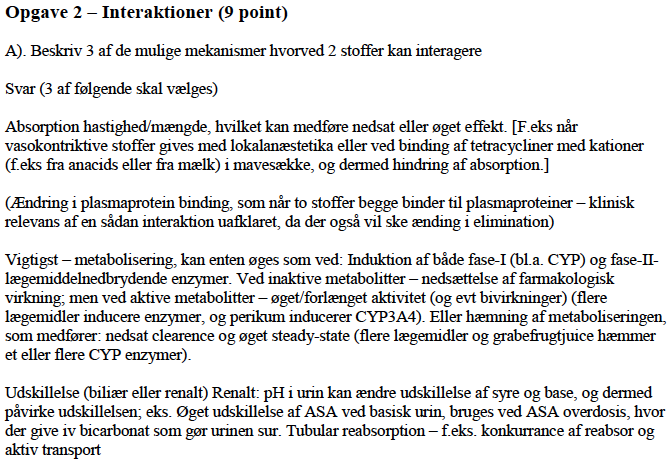 Opgave 2 – Interaktioner (9 point)
A). Beskriv 3 af de mulige mekanismer hvorved 2 stoffer kan interagere
Svar (3 af følgende skal vælges)
Absorption hastighed/mængde, hvilket kan medføre nedsat eller øget effekt. [F.eks når
vasokontriktive stoffer gives med lokalanæstetika eller ved binding af tetracycliner med kationer
(f.eks fra anacids eller fra mælk) i mavesække, og dermed hindring af absorption.]
(Ændring i plasmaprotein binding, som når to stoffer begge binder til plasmaproteiner – klinisk
relevans af en sådan interaktion uafklaret, da der også vil ske ænding i elimination)
Vigtigst – metabolisering, kan enten øges som ved: Induktion af både fase-I (bl.a. CYP) og fase-II-
lægemiddelnedbrydende enzymer. Ved inaktive metabolitter – nedsættelse af farmakologisk
virkning; men ved aktive metabolitter – øget/forlænget aktivitet (og evt bivirkninger) (flere
lægemidler inducere enzymer, og perikum inducerer CYP3A4). Eller hæmning af metaboliseringen,
som medfører: nedsat clearence og øget steady-state (flere lægemidler og grabefrugtjuice hæmmer
et eller flere CYP enzymer).
Udskillelse (biliær eller renalt) Renalt: pH i urin kan ændre udskillelse af syre og base, og dermed
påvirke udskillelsen; eks. Øget udskillelse af ASA ved basisk urin, bruges ved ASA overdosis, hvor
der give iv bicarbonat som gør urinen sur. Tubular reabsorption – f.eks. konkurrance af reabsor og
aktiv transport